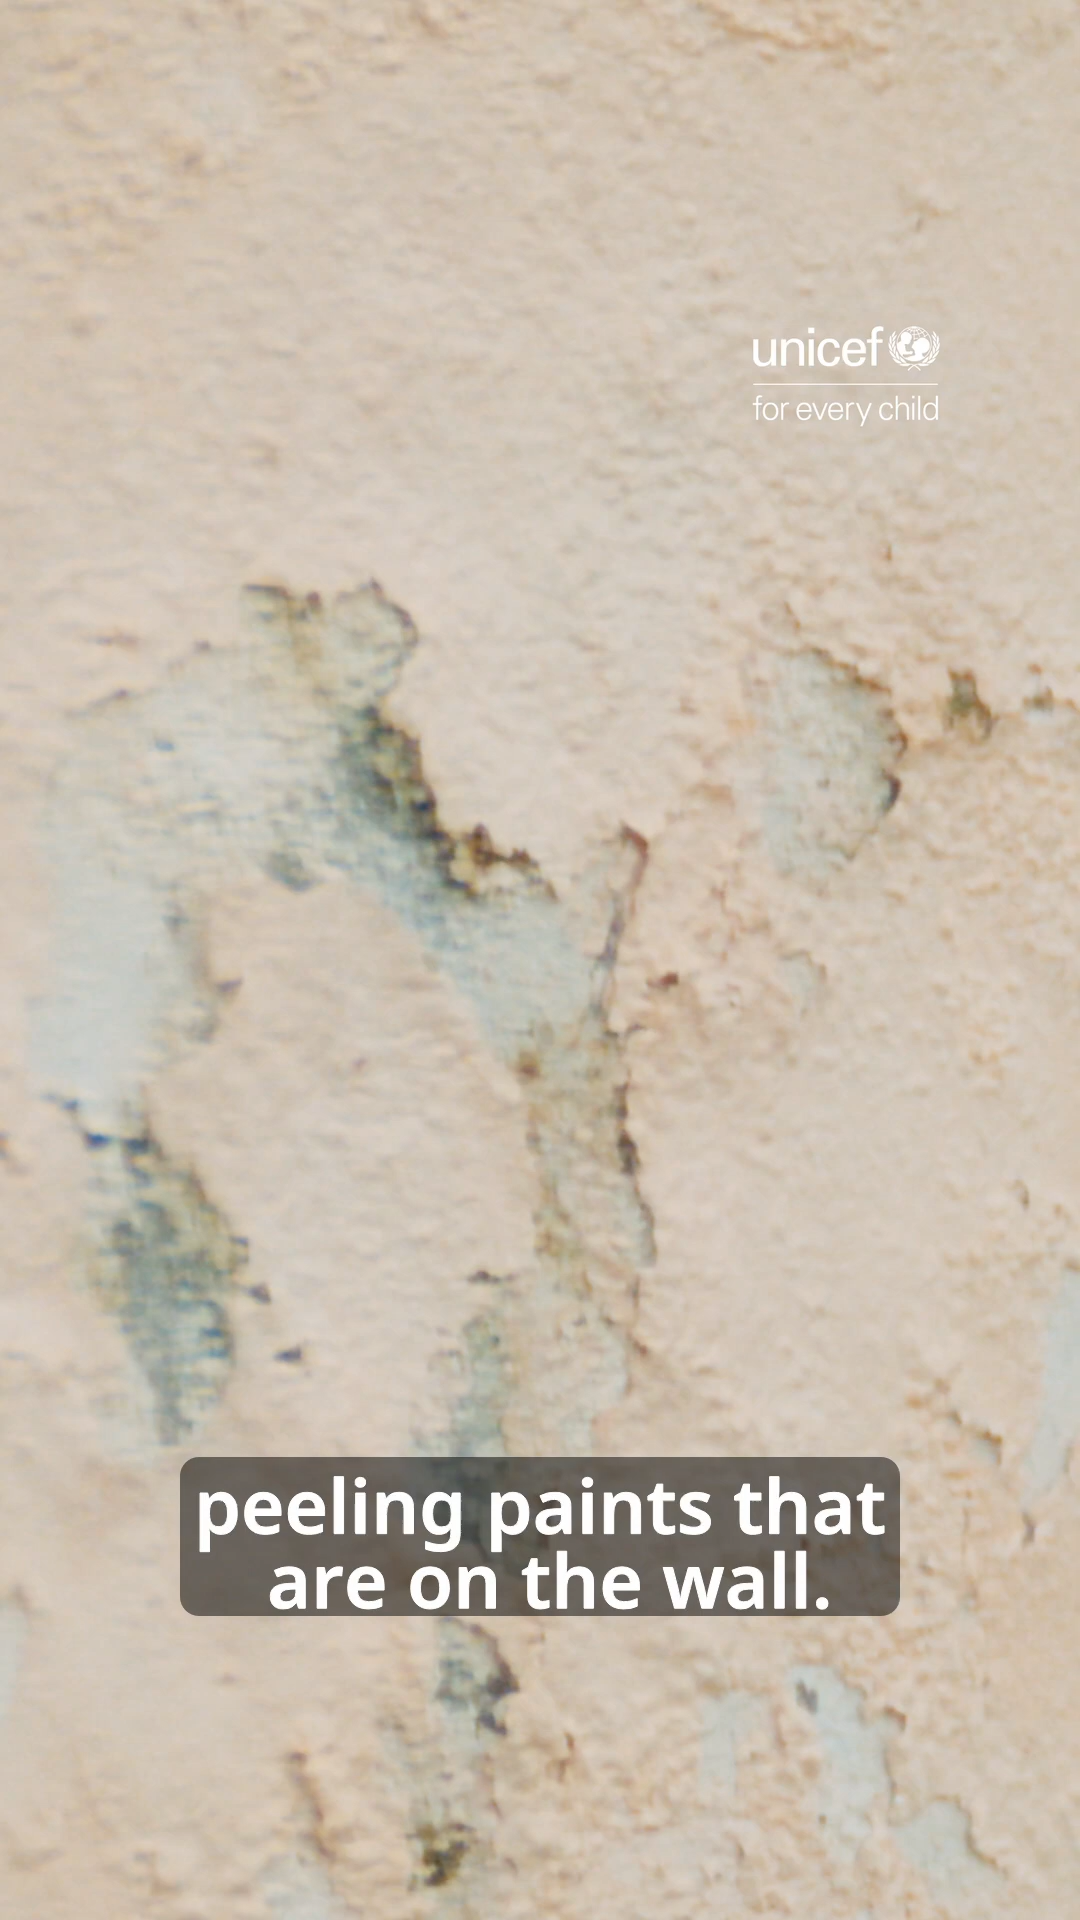 unicef
for every child
peeling paints that
are on the wall.